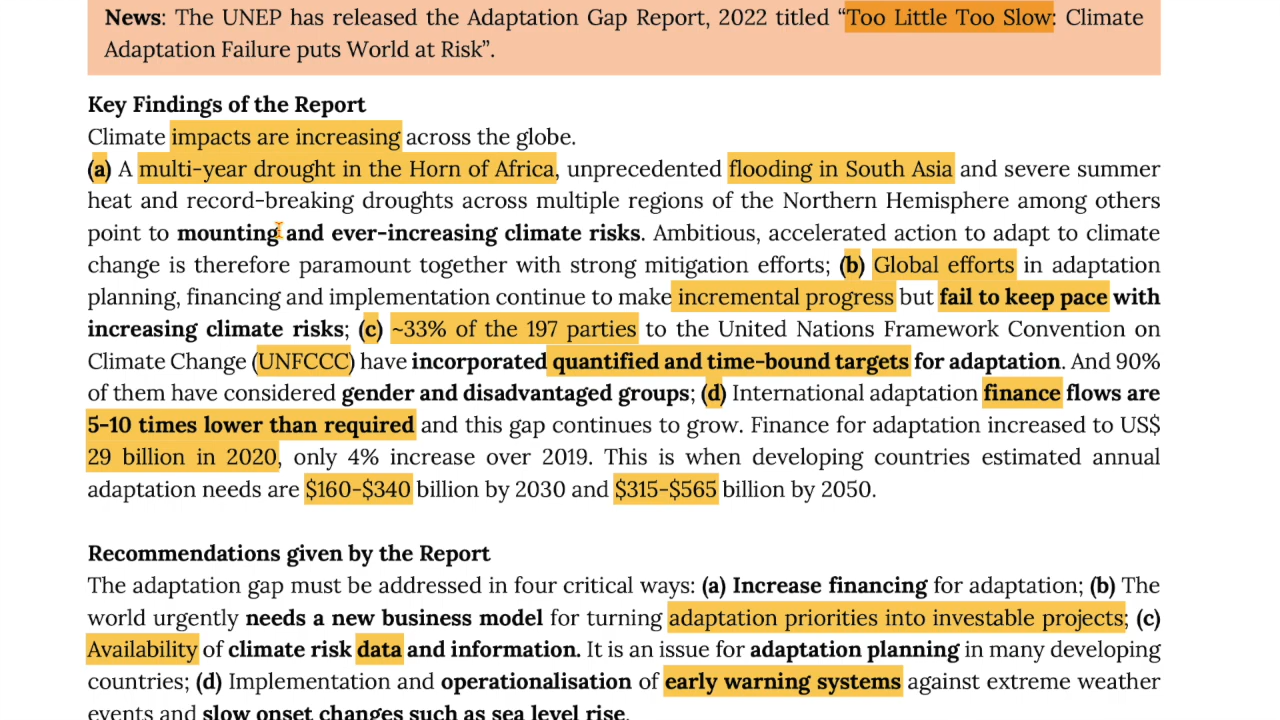 News: The UNEP has released the Adaptation Gap Report, 2022 titled “Too Little Too Slow: Climate
Adaptation Failure puts World at Risk”.
Key Findings of the Report
Climate impacts are increasing across the globe.
(a) A multi-year drought in the Horn of Africa, unprecedented flooding in South Asia and severe summer
heat and record-breaking droughts across multiple regions of the Northern Hemisphere among others
point to mounting and ever-increasing climate risks. Ambitious, accelerated action to adapt to climate
change is therefore paramount together with strong mitigation efforts; (b) Global efforts in adaptation
planning, financing and implementation continue to make incremental progress but fail to keep pace with
increasing climate risks; (c) ~33% of the 197 parties to the United Nations Framework Convention on
Climate Change (UNFCCC) have incorporated quantified and time-bound targets for adaptation. And 90%
of them have considered gender and disadvantaged groups; (d) International adaptation finance flows are
5-10 times lower than required and this gap continues to grow. Finance for adaptation increased to US$
29 billion in 2020, only 4% increase over 2019. This is when developing countries estimated annual
adaptation needs are $160-$340 billion by 2030 and $315-$565 billion by 2050.
Recommendations given by the Report
The adaptation gap must be addressed in four critical ways: (a) Increase financing for adaptation; (b) The
world urgently needs a new business model for turning adaptation priorities into investable projects; (c)
Availability of climate risk data and information. It is an issue for adaptation planning in many developing
countries; (d) Implementation and operationalisation of early warning systems against extreme weather
events and slow onset changes such as sea level rise.